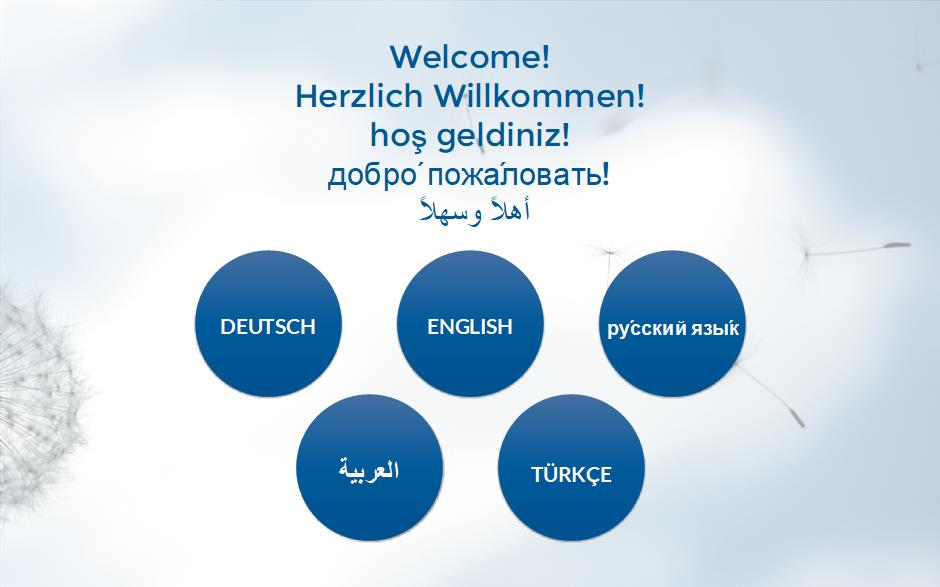 Welcome!
Herzlich Willkommen!
hoş geldiniz!
добро́ пожа́ловать!
أهلاً وسهلاً
DEUTSCH
ENGLISH
ру́сский язы́к
العربية
TÜRKÇE